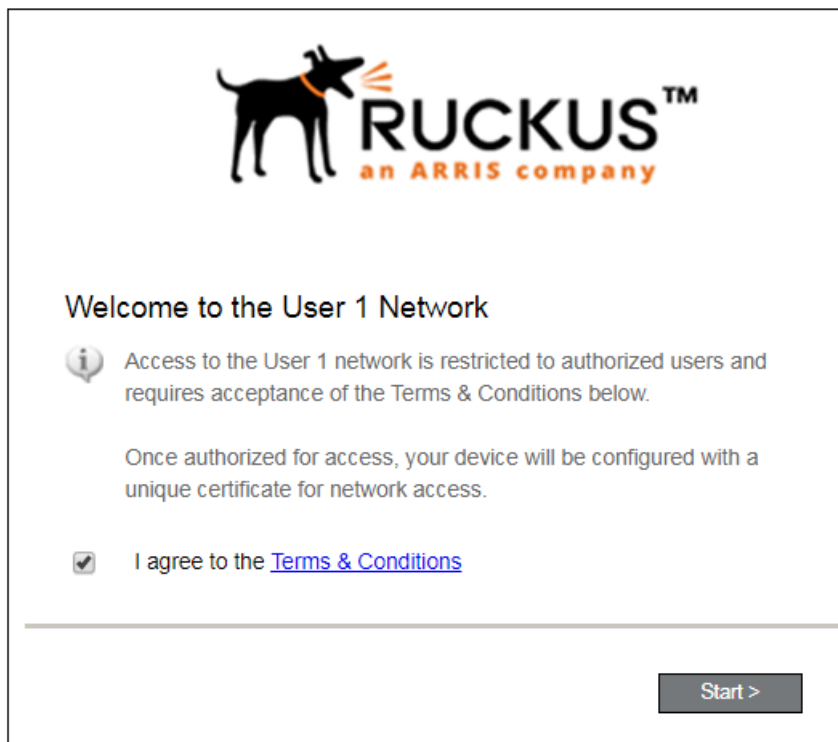 RUCKUS™
an ARRIS company
Welcome to the User 1 Network
Access to the User 1 network is restricted to authorized users and
requires acceptance of the Terms & Conditions below.
Once authorized for access, your device will be configured with a
unique certificate for network access.
I agree to the Terms & Conditions
Start >